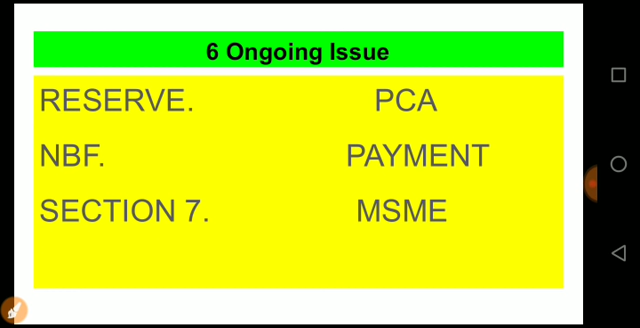 6 Ongoing Issue
RESERVE. PCA
NBF. PAYMENT
SECTION 7. MSME